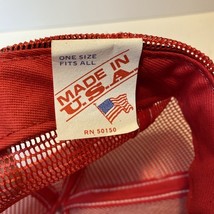 ONE SIZE
FITS ALL
MADE IN
U.S.A
RN 50150